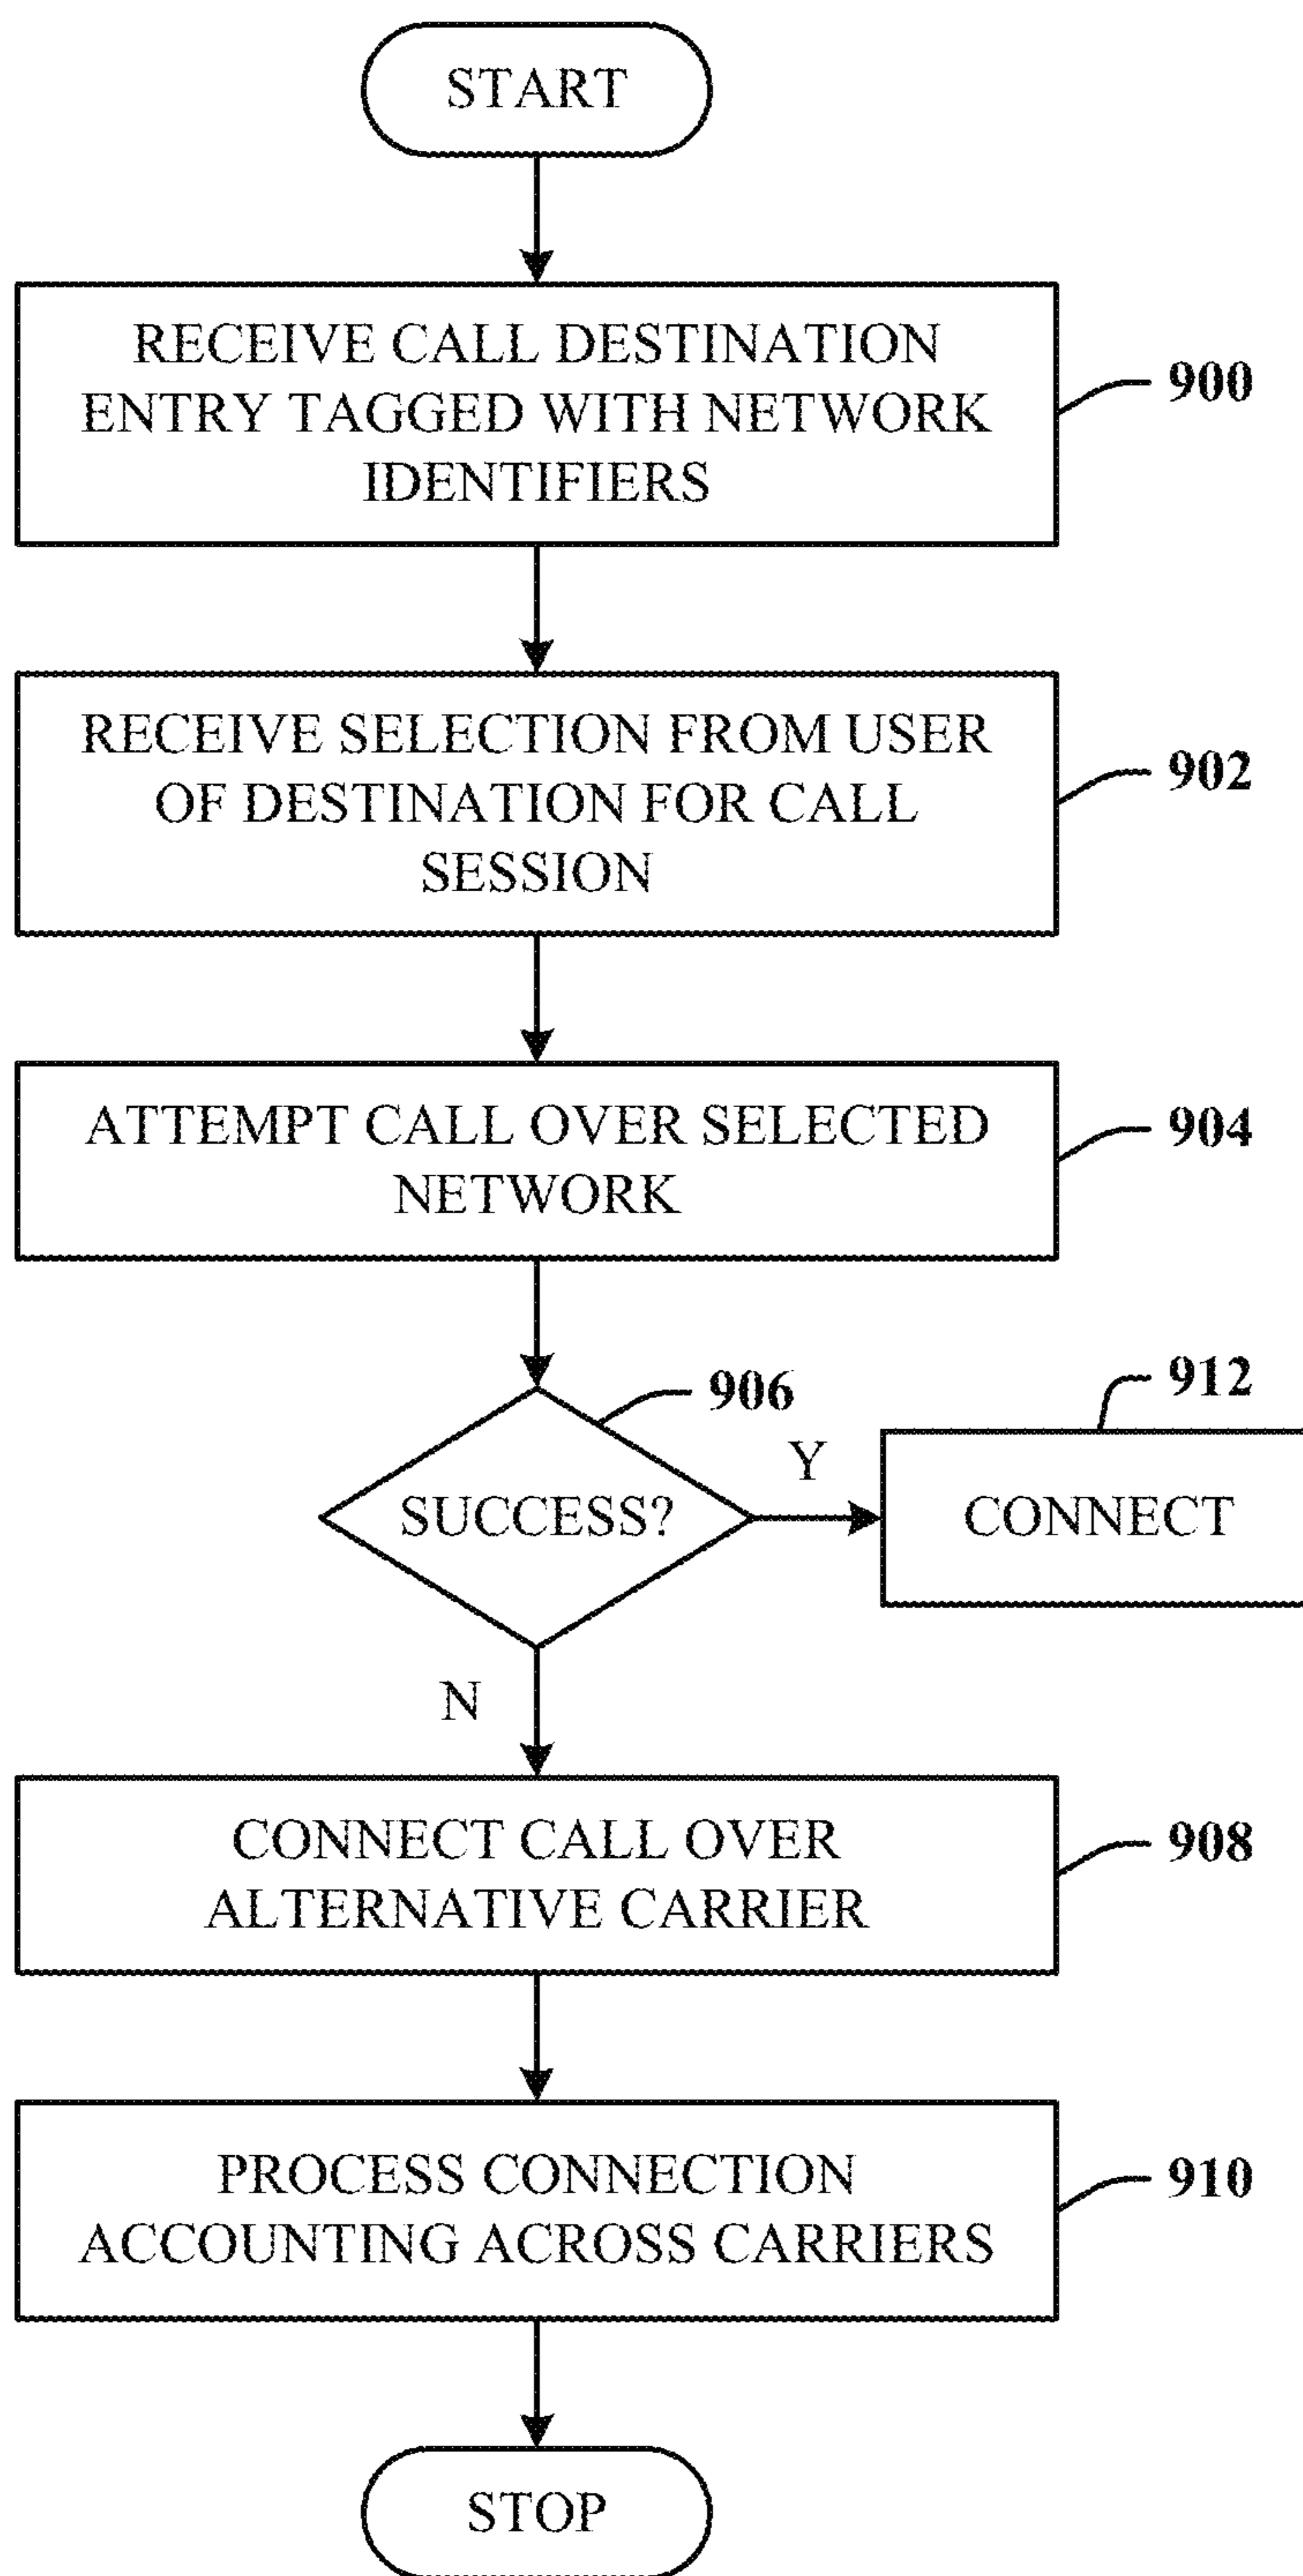 START
RECEIVE CALL DESTINATION
ENTRY TAGGED WITH NETWORK
IDENTIFIERS
900
RECEIVE SELECTION FROM USER
OF DESTINATION FOR CALL
SESSION
902
ATTEMPT CALL OVER SELECTED
NETWORK
904
906
SUCCESS?
Y
912
CONNECT
N
CONNECT CALL OVER
ALTERNATIVE CARRIER
908
PROCESS CONNECTION
ACCOUNTING ACROSS CARRIERS
910
STOP